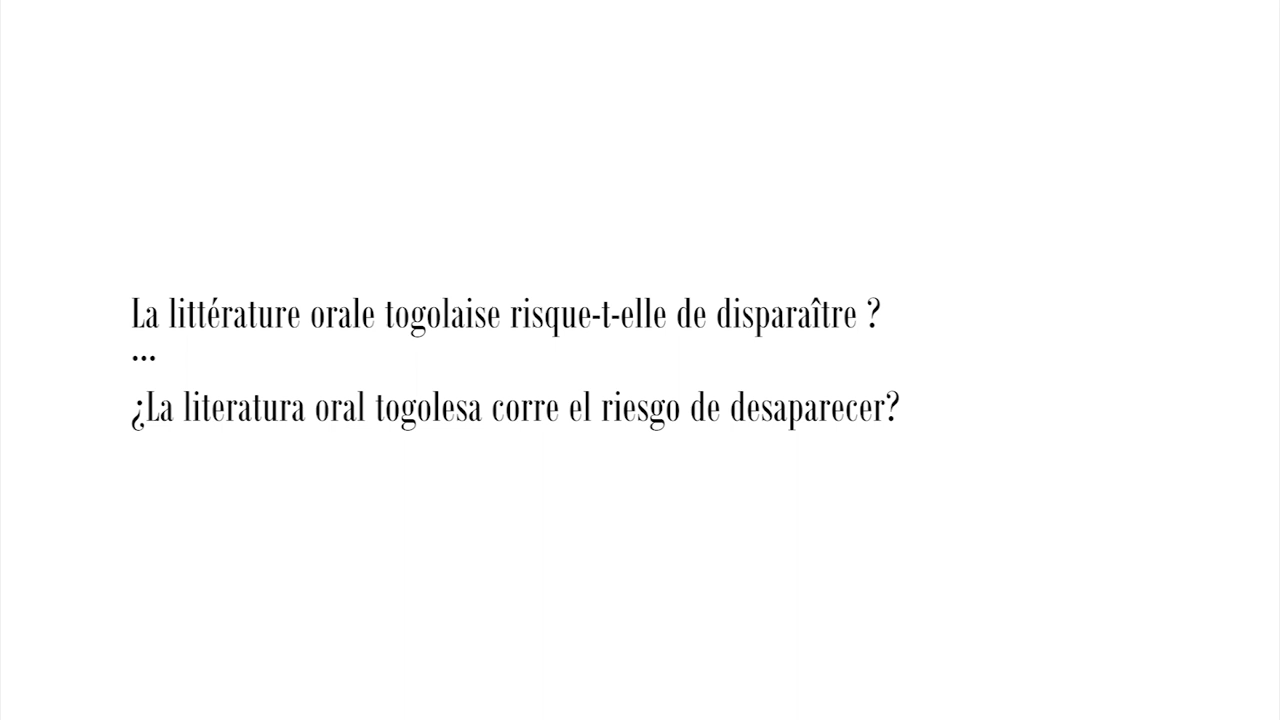 La littérature orale togolaise risque-t-elle de disparaître ?
...
¿La literatura oral togolesa corre el riesgo de desaparecer?